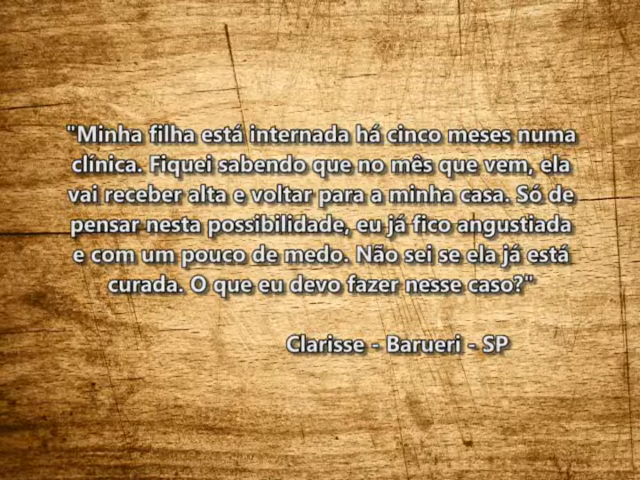 "Minha filha está internada há cinco meses numa
clínica. Fiquei sabendo que no mês que vem, ela
vai receber alta e voltar para a minha casa. Só de
pensar nesta possibilidade, eu já fico angustiada
e com um pouco de medo. Não sei se ela já está
curada. O que eu devo fazer nesse caso?"
Clarisse - Barueri - SP